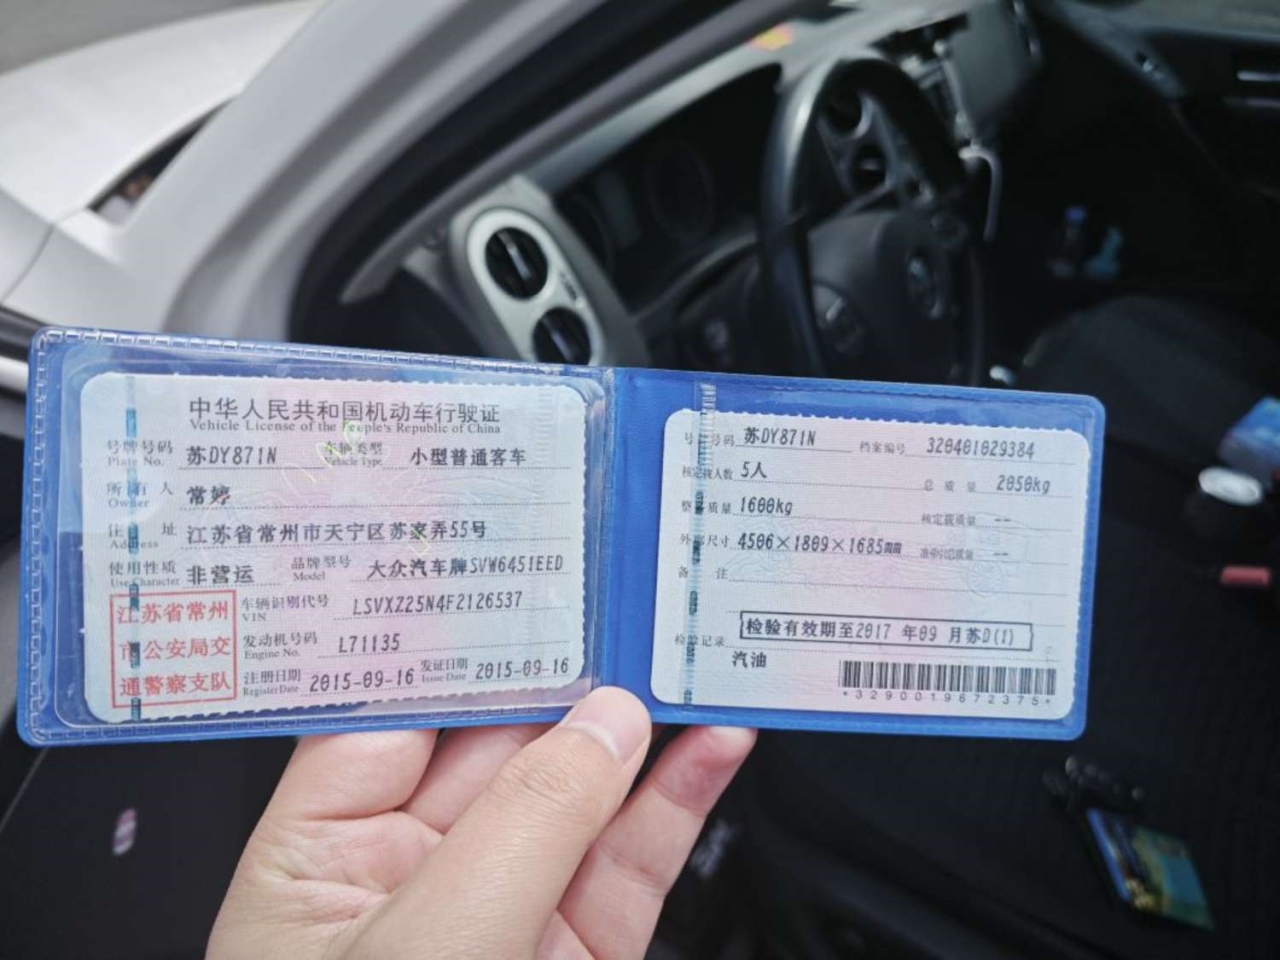 中华人民共和国机动车行驶证
Vehicle License of the People's Republic of China
号牌号码 苏DY871N 车辆类型 小型普通客车
Plate No. Vehicle Type
所有人 常婷
Owner
住址 江苏省常州市天宁区苏家弄55号
Address
使用性质 非营运 品牌型号 大众汽车牌SVW6451EED
Use Character Model
江苏省常州
市公安局交
通警察支队
车辆识别代号 LSVXZ25N4F2126537
VIN
发动机号码 L71135
Engine No.
注册日期 2015-09-16 发证日期 2015-09-16
Register Date Issue Date
号牌号码 苏DY871N 档案编号 320401029384
核定载人数 5人 总质量 2050kg
整备质量 1600kg 核定载质量 --
外廓尺寸 4506×1809×1685mm 准牵引总质量 --
备注
检验记录 检验有效期至2017 年09 月苏D(1)
汽油
*3290019672375*